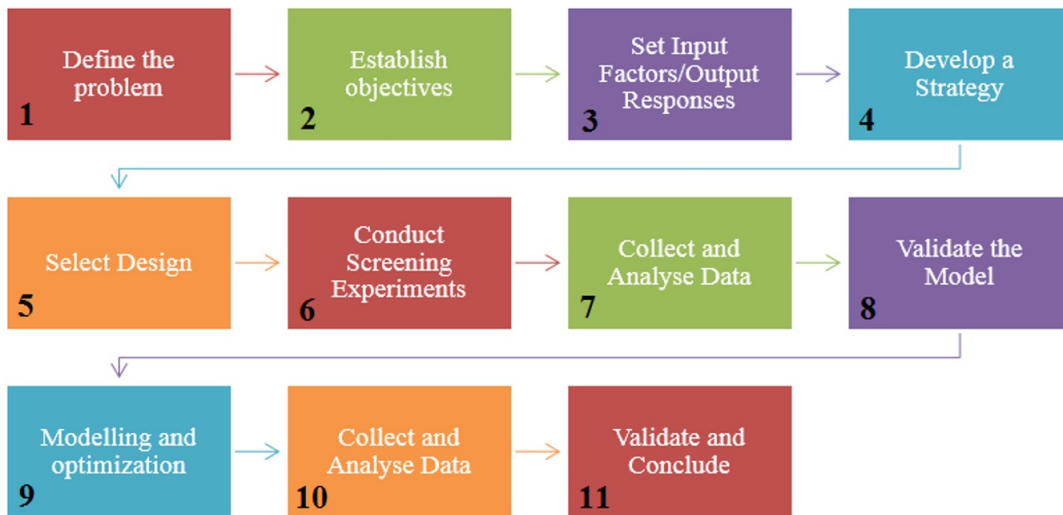 Define the
problem
1
Establish
objectives
2
Set Input
Factors/Output
Responses
3
Develop a
Strategy
4
Select Design
5
Conduct
Screening
Experiments
6
Collect and
Analyse Data
7
Validate the
Model
8
Modelling and
optimization
9
Collect and
Analyse Data
10
Validate and
Conclude
11